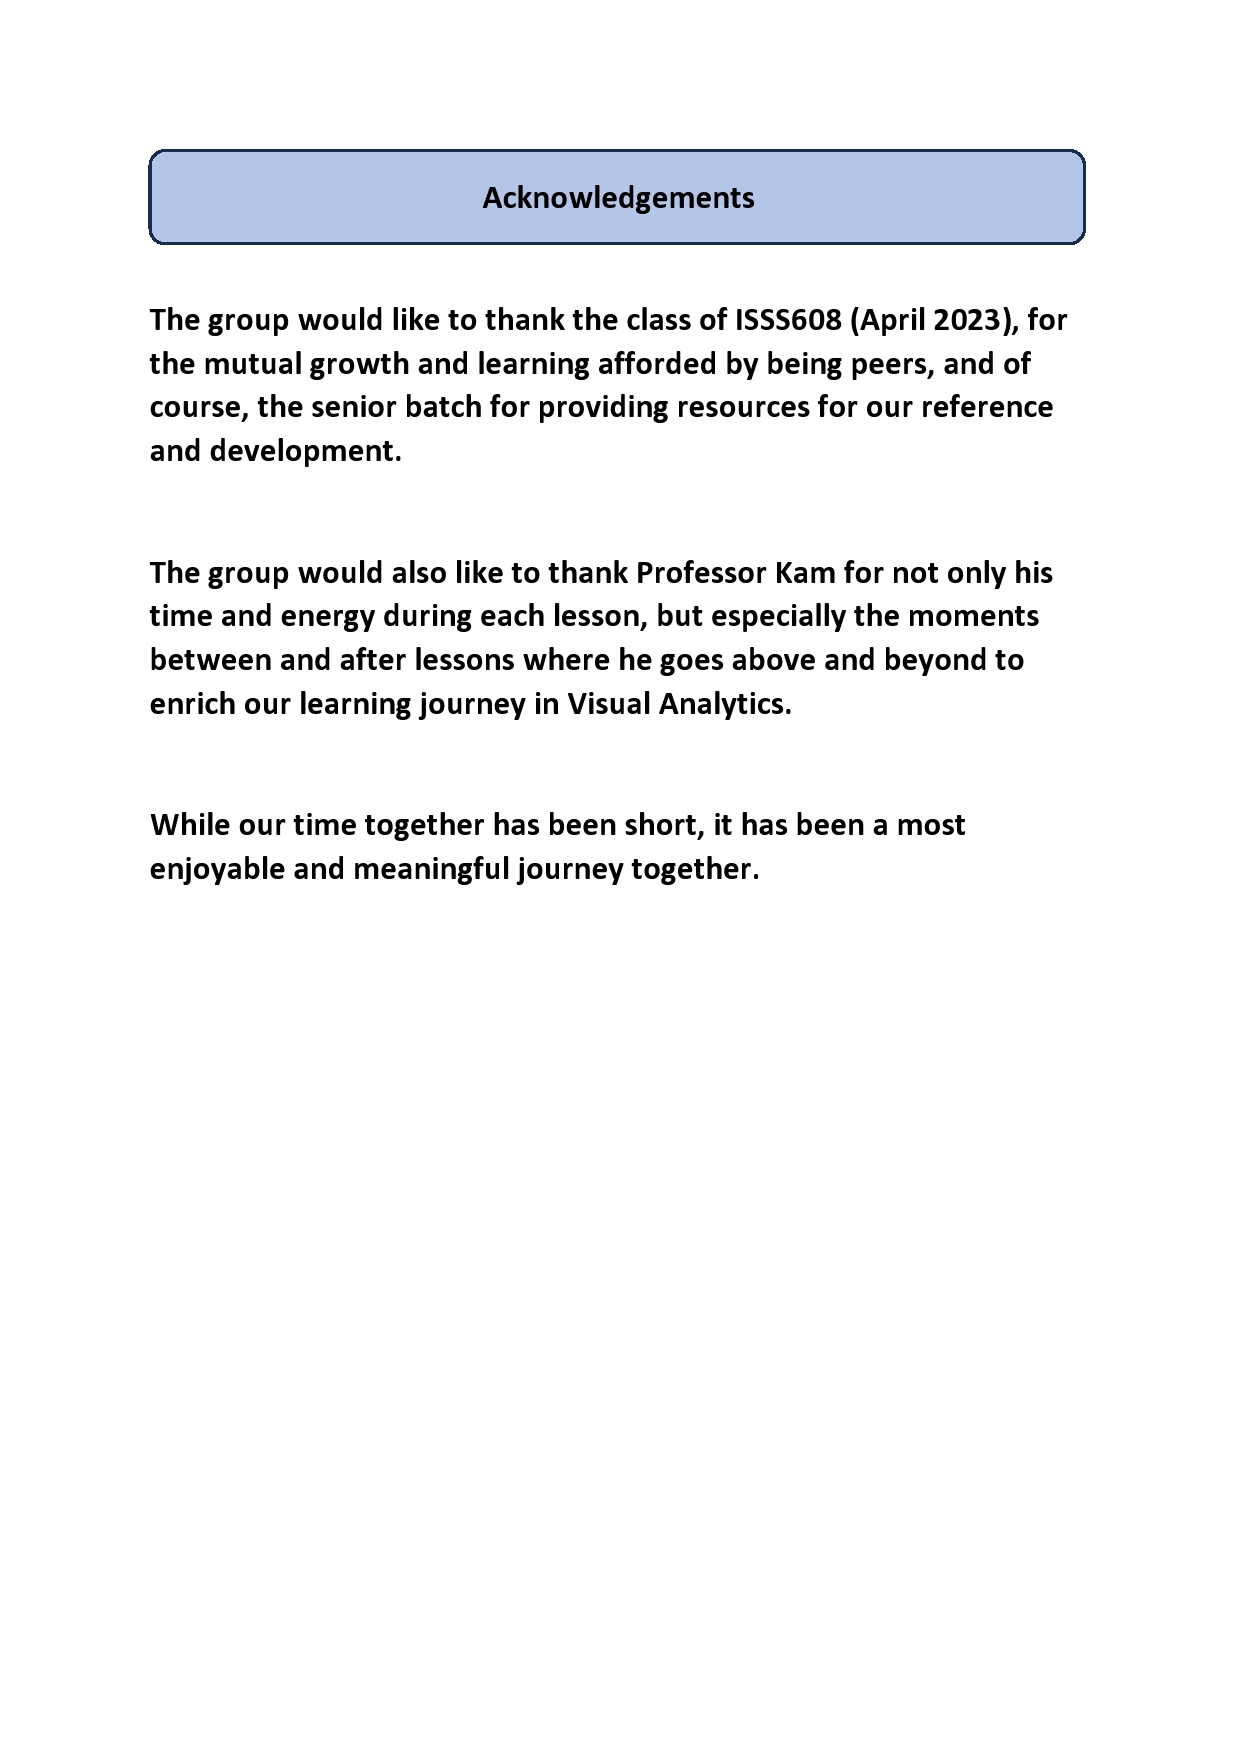 Acknowledgements
The group would like to thank the class of ISSS608 (April 2023), for
the mutual growth and learning afforded by being peers, and of
course, the senior batch for providing resources for our reference
and development.
The group would also like to thank Professor Kam for not only his
time and energy during each lesson, but especially the moments
between and after lessons where he goes above and beyond to
enrich our learning journey in Visual Analytics.
While our time together has been short, it has been a most
enjoyable and meaningful journey together.